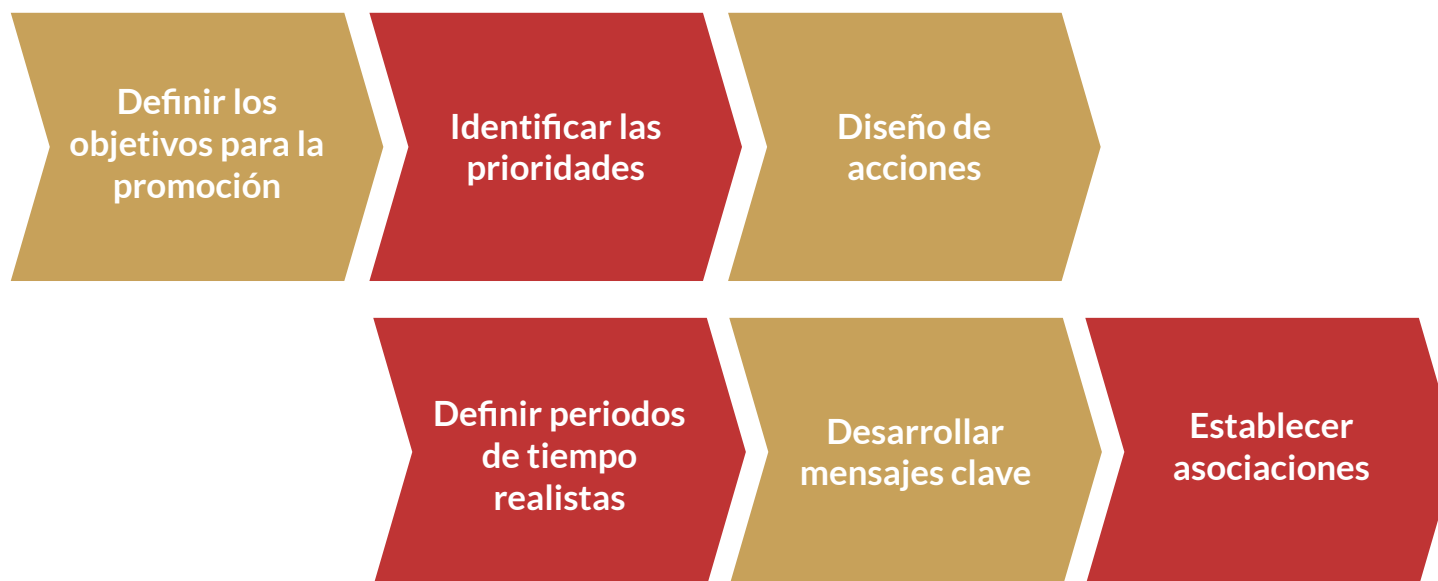 Definir los
objetivos para la
promoción
Identificar las
prioridades
Diseño de
acciones
Definir periodos
de tiempo
realistas
Desarrollar
mensajes clave
Establecer
asociaciones